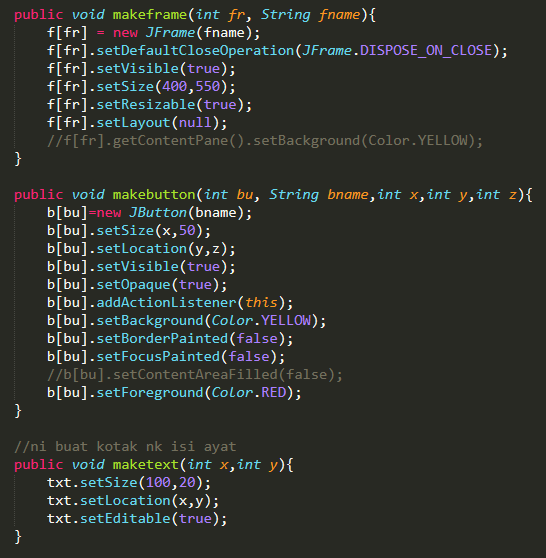 public void makeframe(int fr, String fname){
f[fr] = new JFrame(fname);
f[fr].setDefaultCloseOperation(JFrame.DISPOSE_ON_CLOSE);
f[fr].setVisible(true);
f[fr].setSize(400,550);
f[fr].setResizable(true);
f[fr].setLayout(null);
//f[fr].getContentPane().setBackground(Color.YELLOW);
}
public void makebutton(int bu, String bname,int x,int y,int z){
b[bu]=new JButton(bname);
b[bu].setSize(x,50);
b[bu].setLocation(y,z);
b[bu].setVisible(true);
b[bu].setOpaque(true);
b[bu].addActionListener(this);
b[bu].setBackground(Color.YELLOW);
b[bu].setBorderPainted(false);
b[bu].setFocusPainted(false);
//b[bu].setContentAreaFilled(false);
b[bu].setForeground(Color.RED);
}
//ni buat kotak nk isi ayat
public void maketext(int x,int y){
txt.setSize(100,20);
txt.setLocation(x,y);
txt.setEditable(true);
}